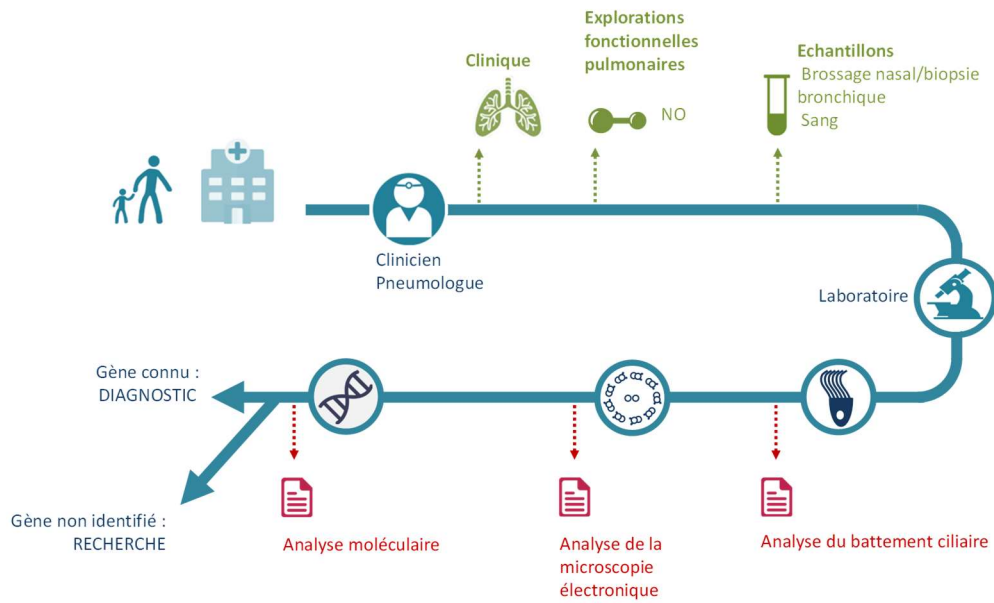 Clinique
Explorations
fonctionnelles
pulmonaires
NO
Echantillons
Brossage nasal/biopsie
bronchique
Sang
Clinicien
Pneumologue
Laboratoire
Gène connu :
DIAGNOSTIC
Gène non identifié :
RECHERCHE
Analyse moléculaire
Analyse de la
microscopie
électronique
Analyse du battement ciliaire